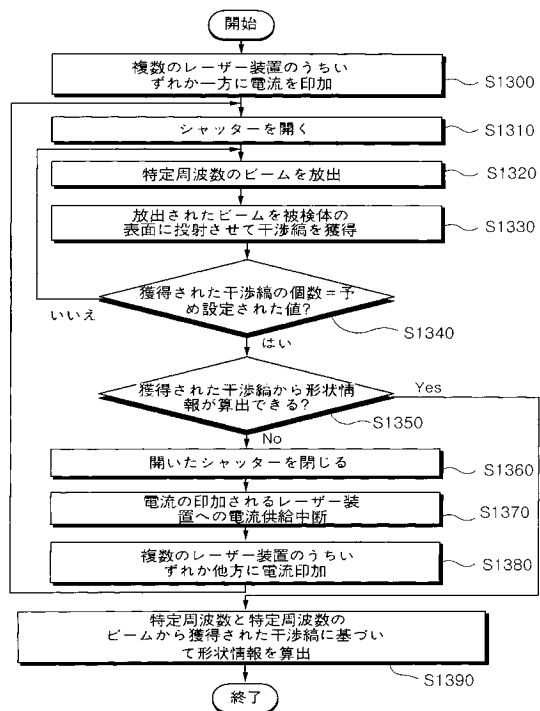 開始
複数のレーザー装置のうちい
ずれか一方に電流を印加
S1300
シャッターを開く
S1310
特定周波数のビームを放出
S1320
放出されたビームを被検体の
表面に投射させて干渉縞を獲得
S1330
獲得された干渉縞の個数=予
め設定された値?
いいえ
S1340
はい
獲得された干渉縞から形状情
報が算出できる?
Yes
S1350
No
開いたシャッターを閉じる
S1360
電流の印加されるレーザー装
置への電流供給中断
S1370
複数のレーザー装置のうちい
ずれか他方に電流印加
S1380
特定周波数と特定周波数の
ビームから獲得された干渉縞に基づい
て形状情報を算出
S1390
終了